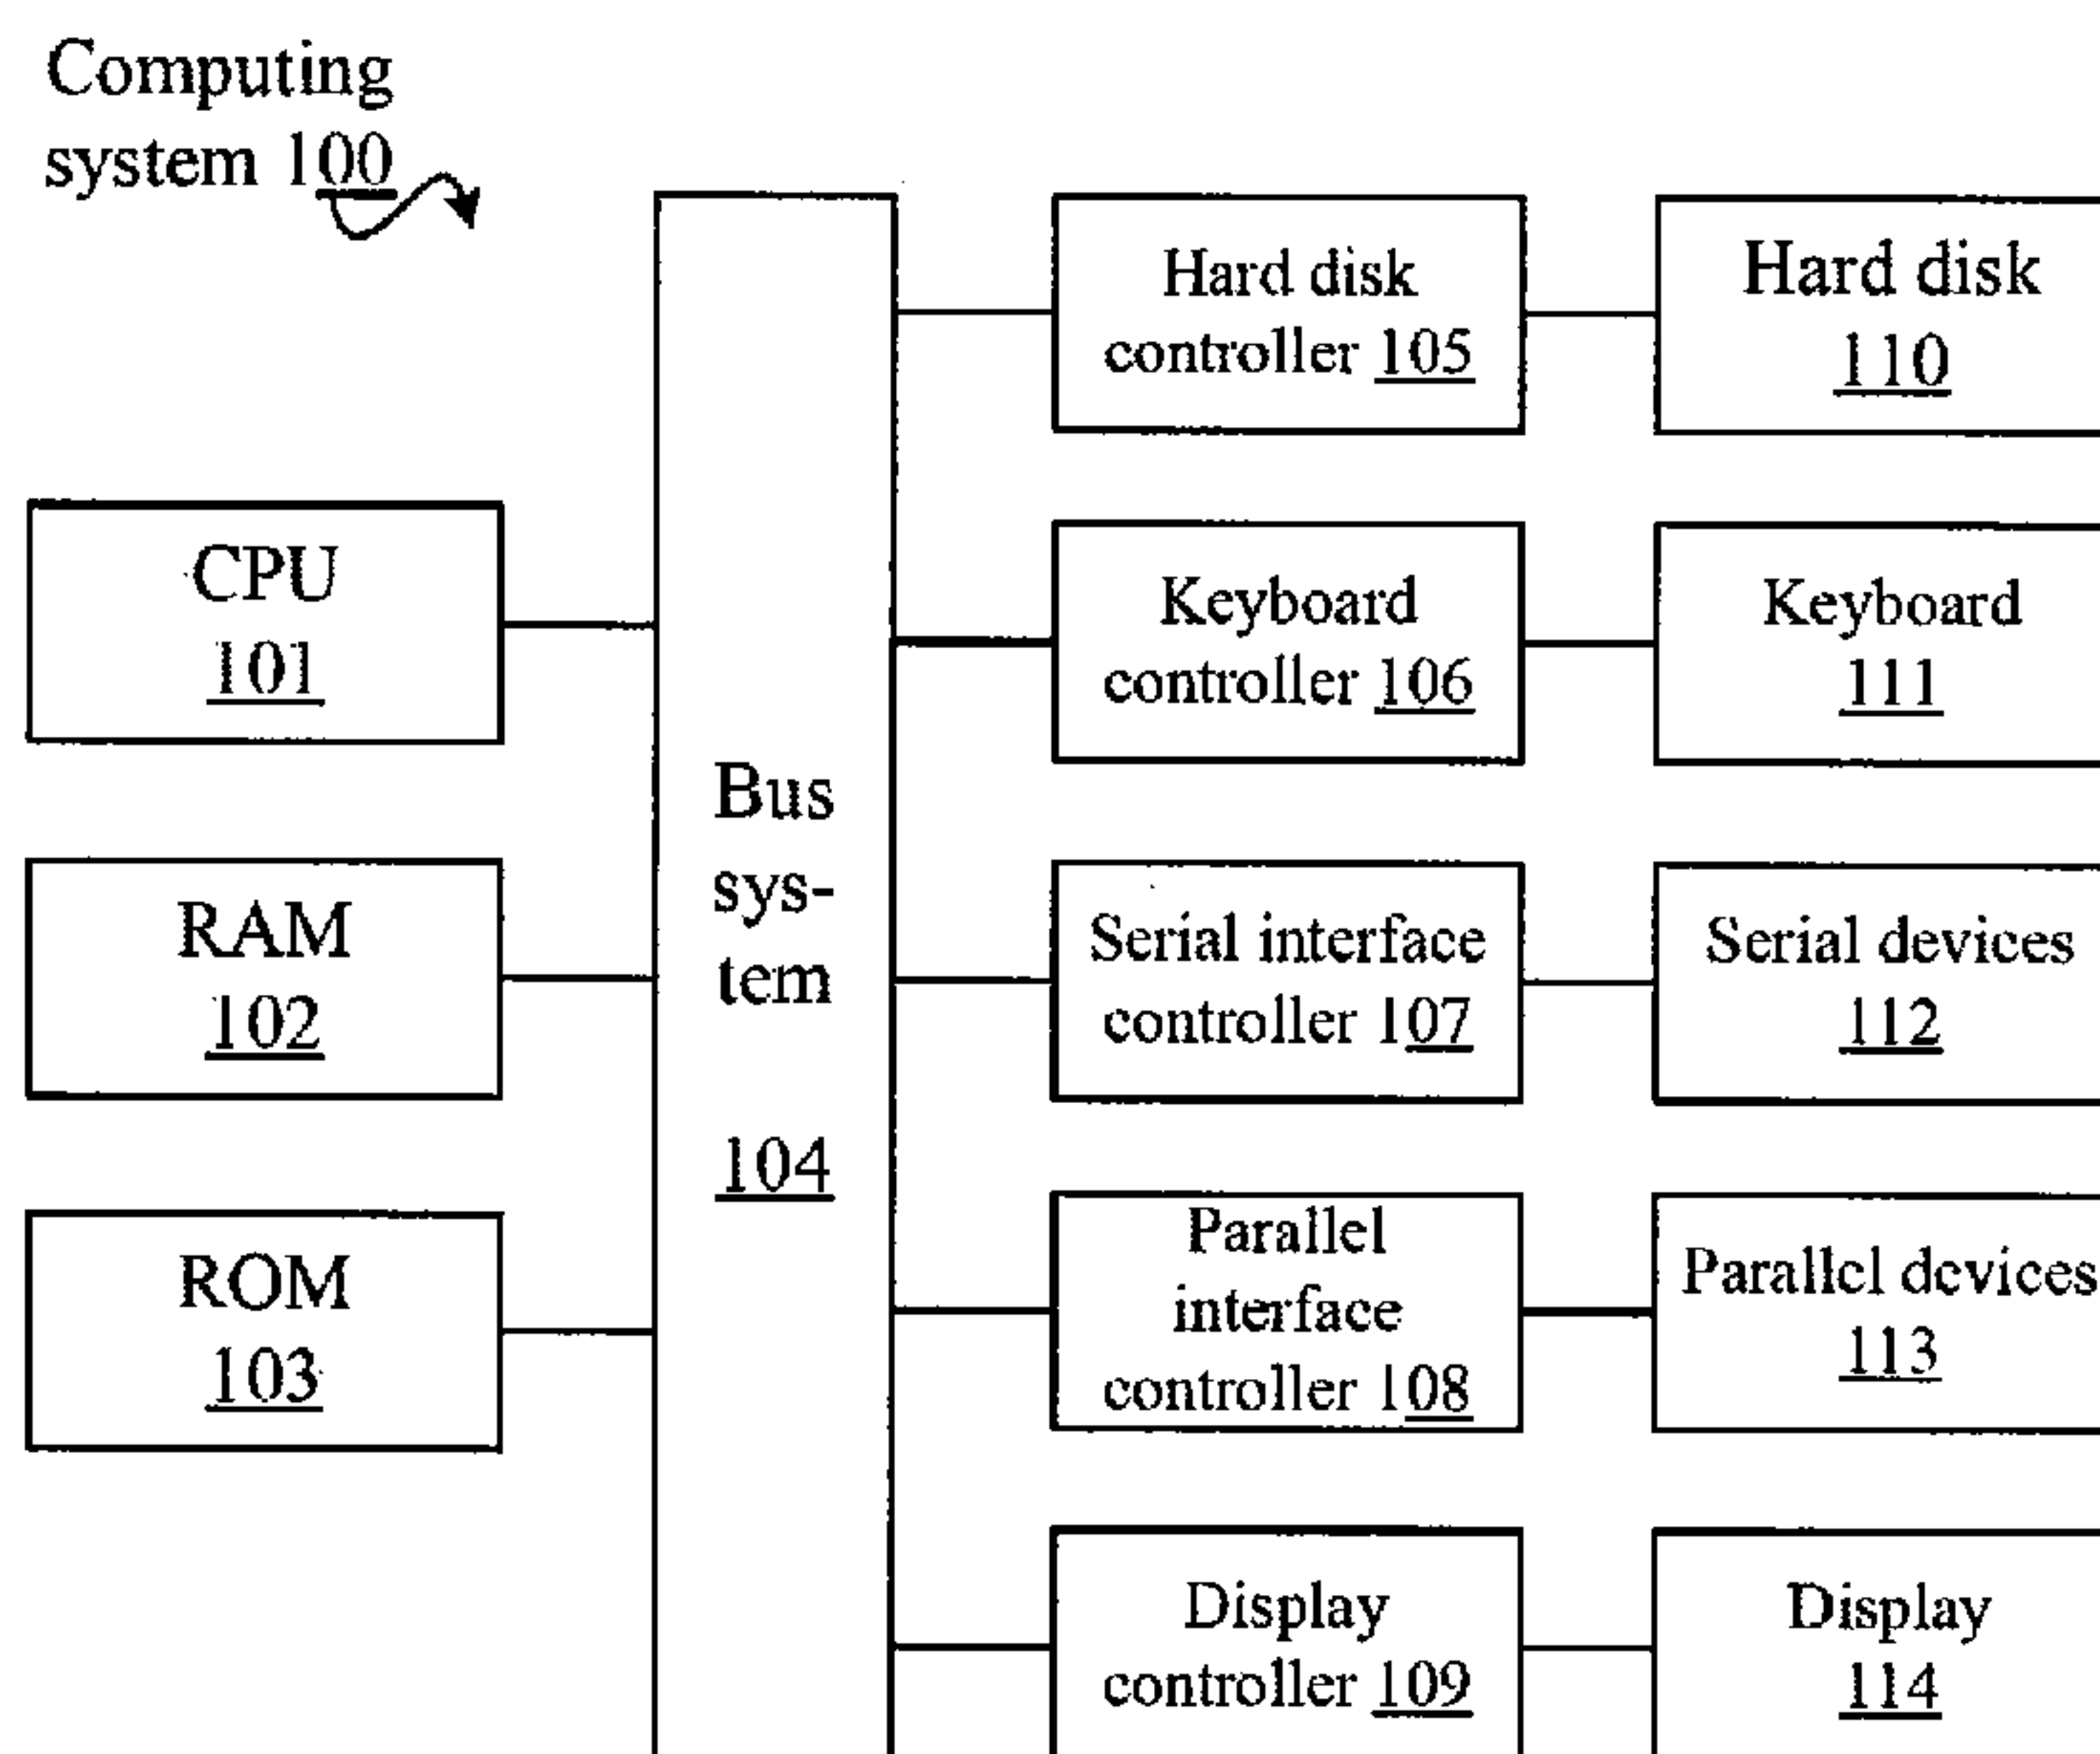 Computing
system 100
CPU
101
RAM
102
ROM
103
Bus
sys-
tem
104
Hard disk
controller 105
Keyboard
controller 106
Serial interface
controller 107
Parallel
interface
controller 108
Display
controller 109
Hard disk
110
Keyboard
111
Serial devices
112
Parallel devices
113
Display
114